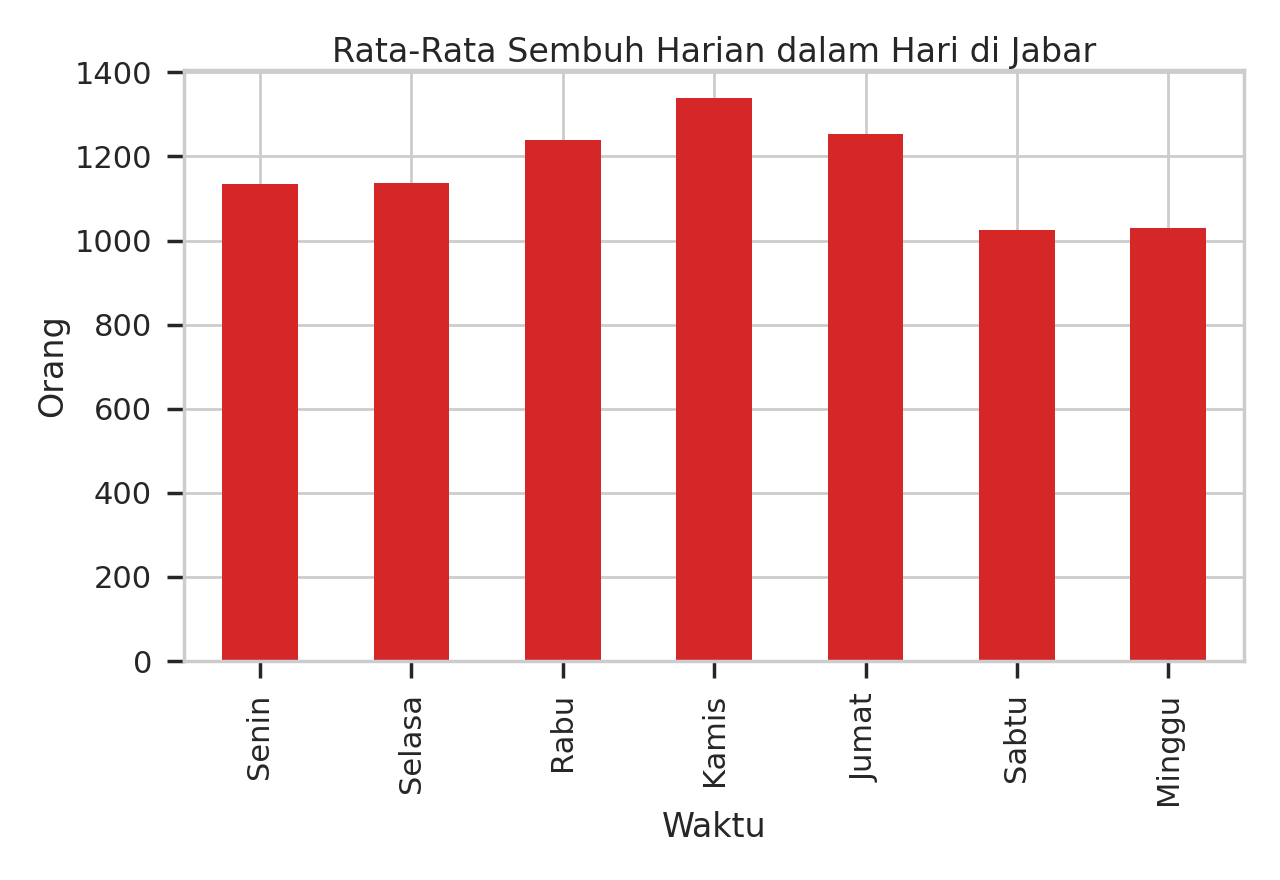 Rata-Rata Sembuh Harian dalam Hari di Jabar
1400
1200
1000
800
600
400
200
0
Orang
Senin
Selasa
Rabu
Kamis
Jumat
Sabtu
Minggu
Waktu